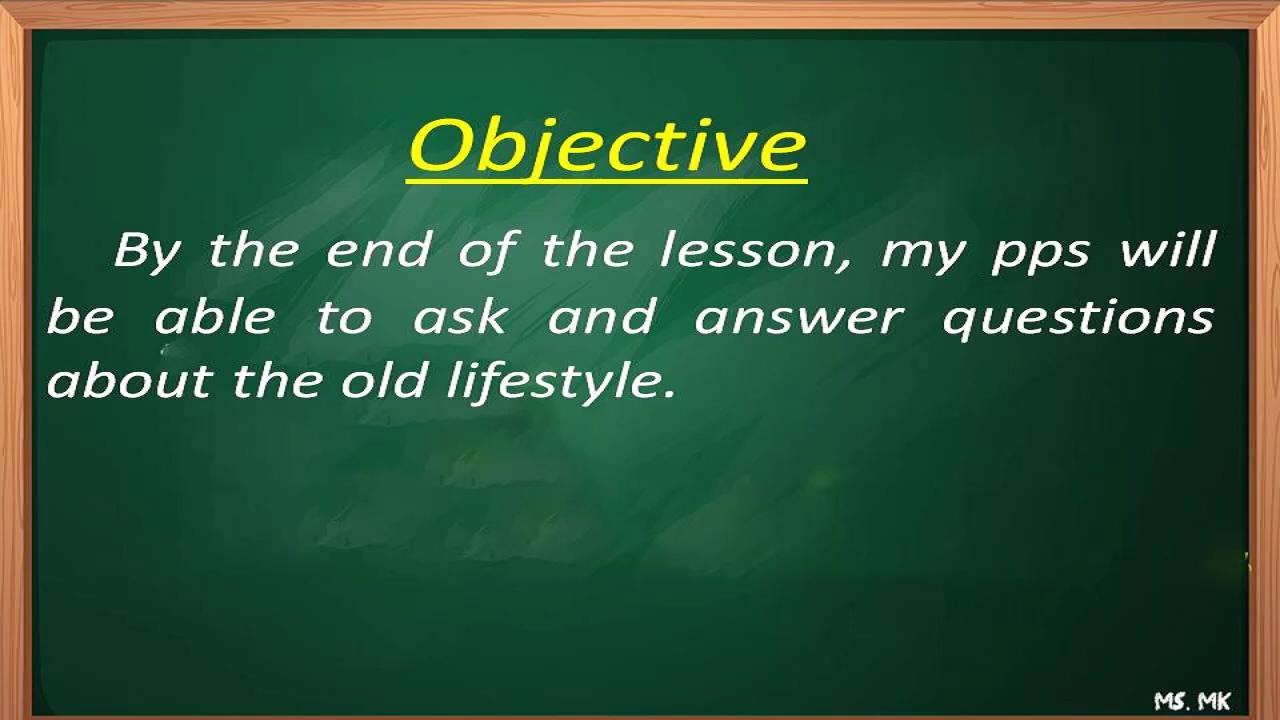 Objective
By the end of the lesson, my pps will
be able to ask and answer questions
about the old lifestyle.
MS. MK